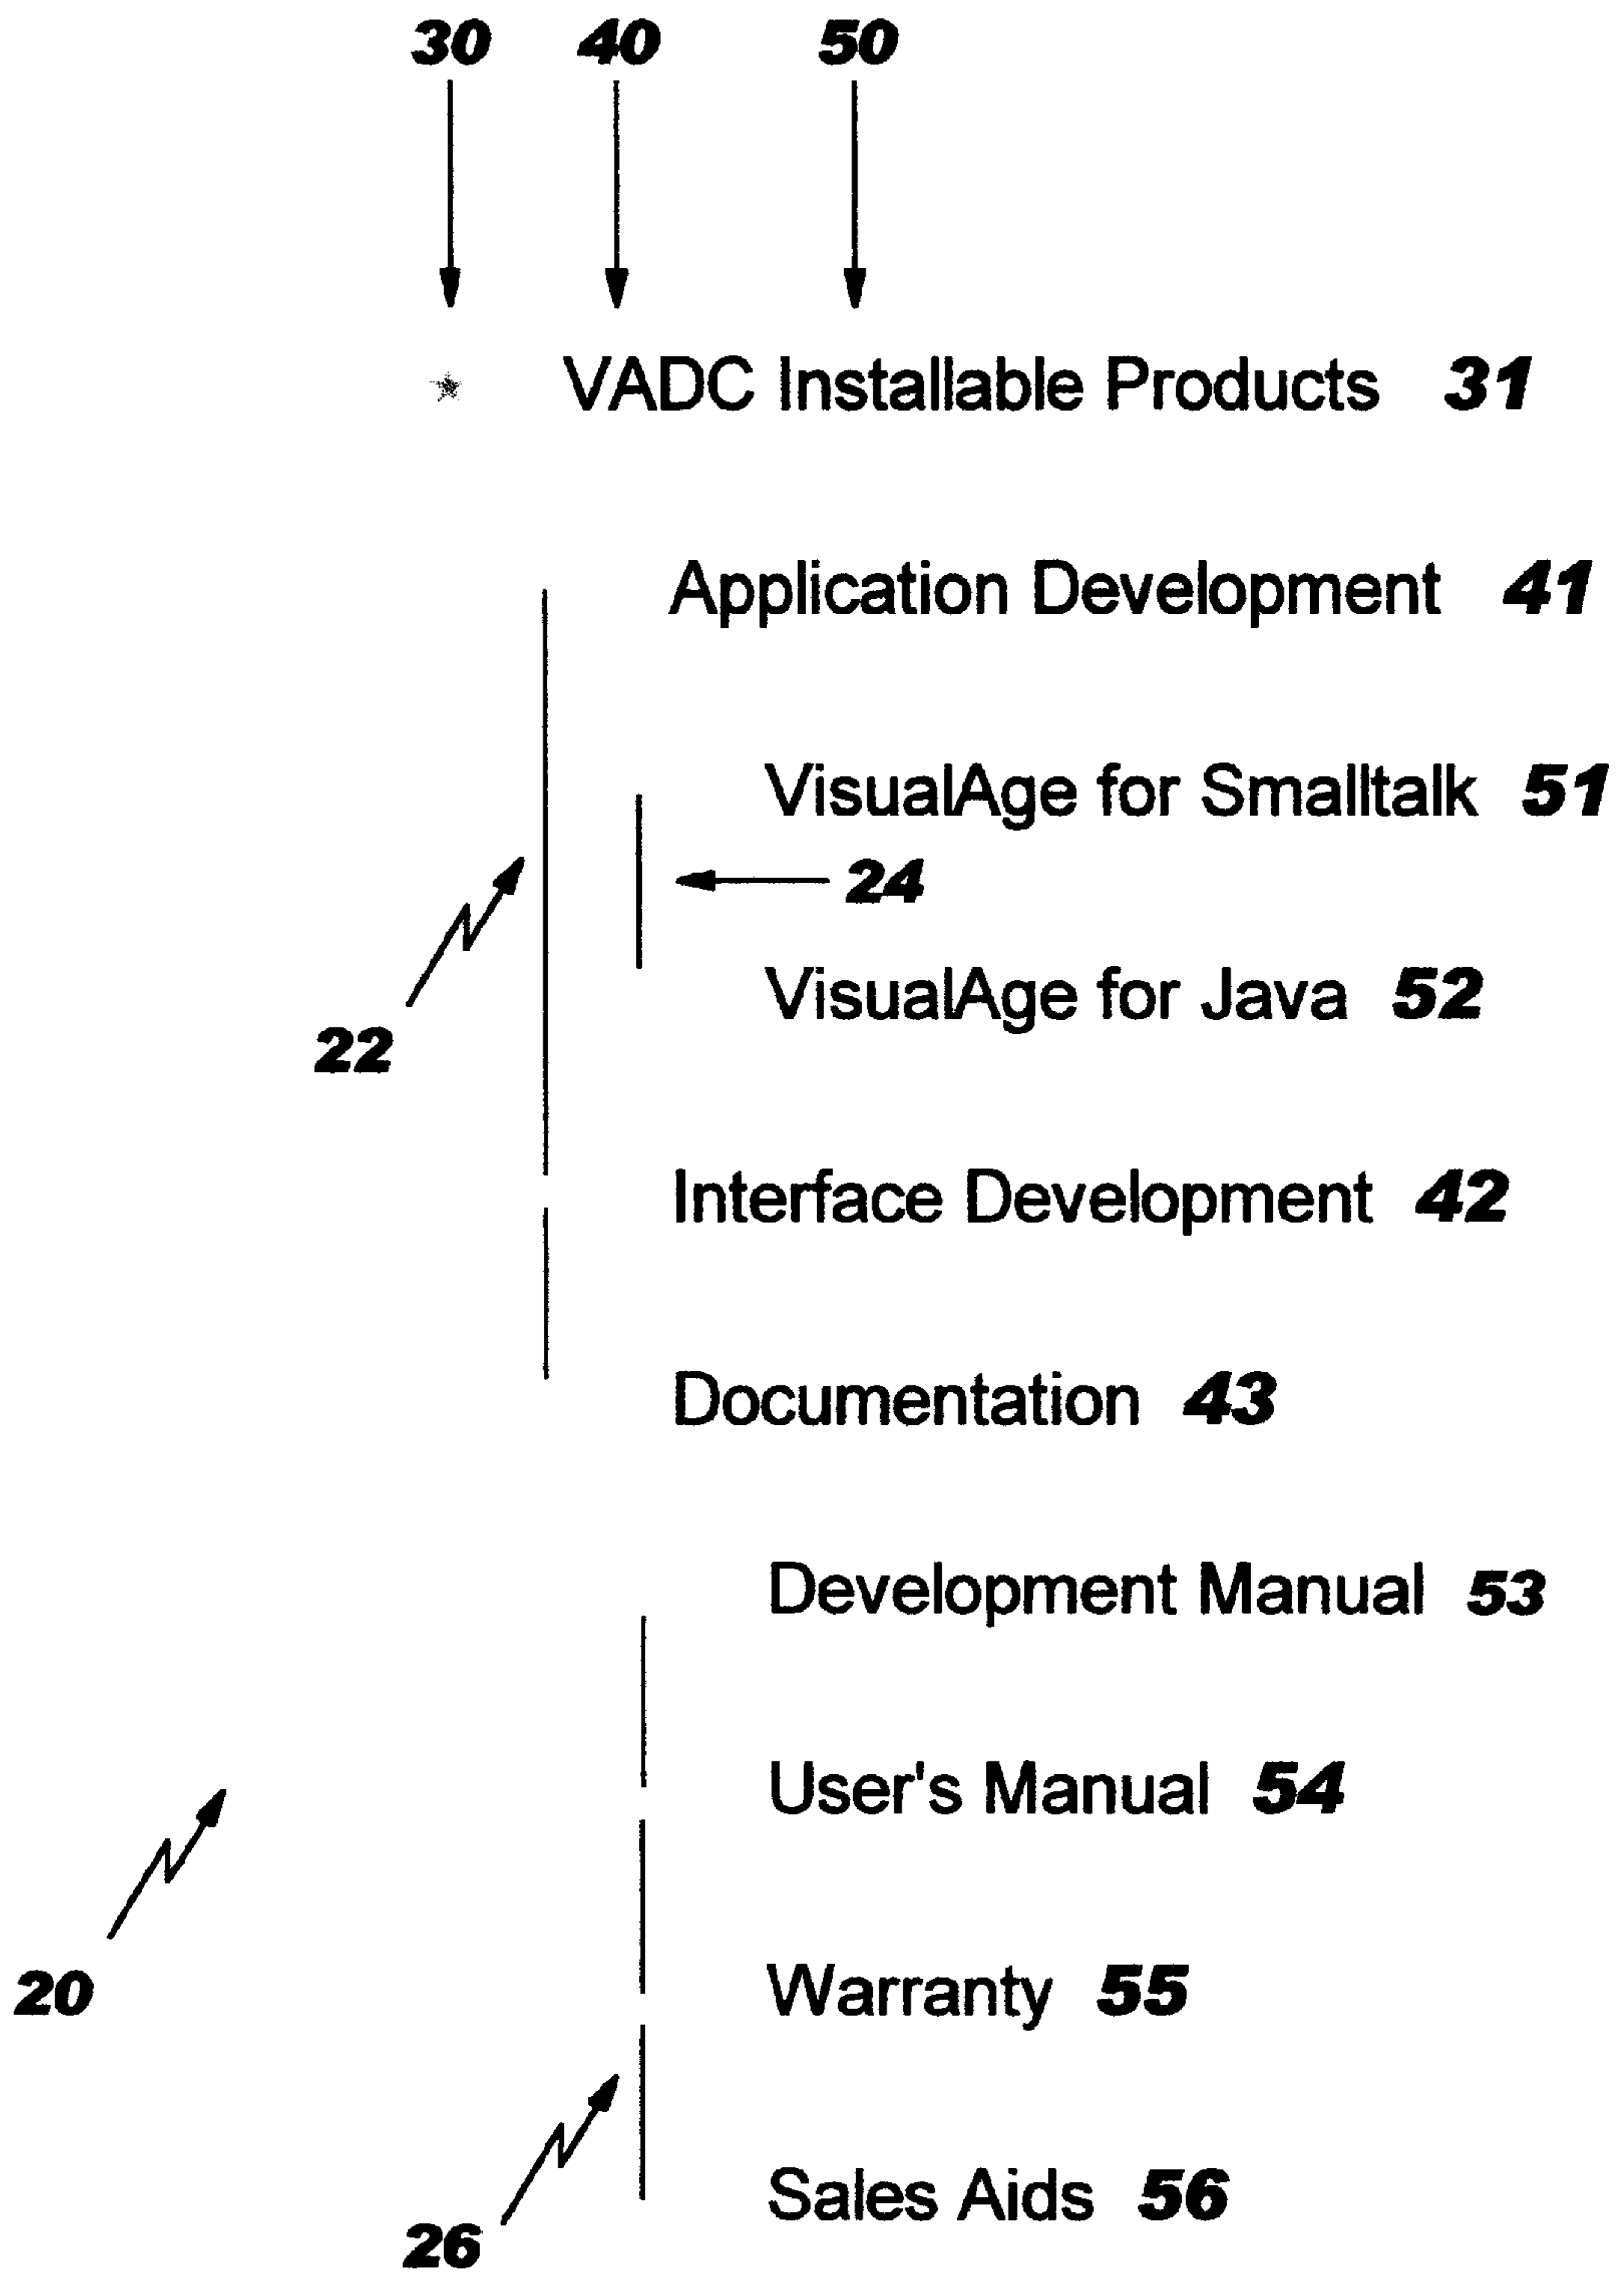 30 40 50
VADC Installable Products 31
Application Development 41
VisualAge for Smalltalk 51
24
VisualAge for Java 52
22
Interface Development 42
Documentation 43
Development Manual 53
User's Manual 54
20
Warranty 55
Sales Aids 56
26